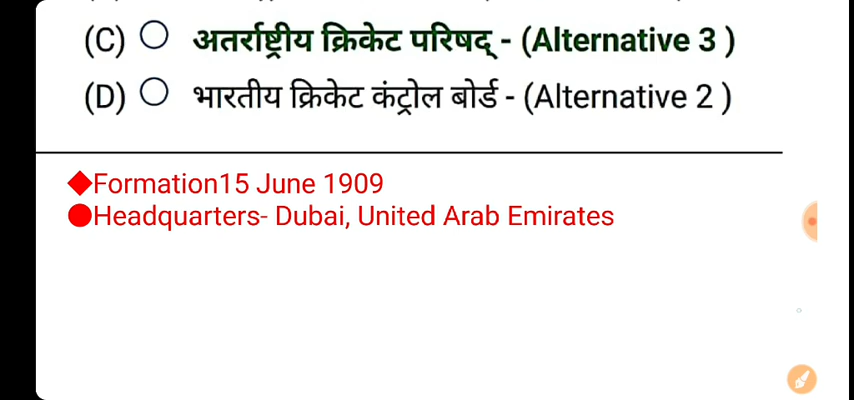 (C) अतर्राष्ट्रीय क्रिकेट परिषद् - (Alternative 3 )
(D) भारतीय क्रिकेट कंट्रोल बोर्ड - (Alternative 2 )
Formation15 June 1909
Headquarters- Dubai, United Arab Emirates